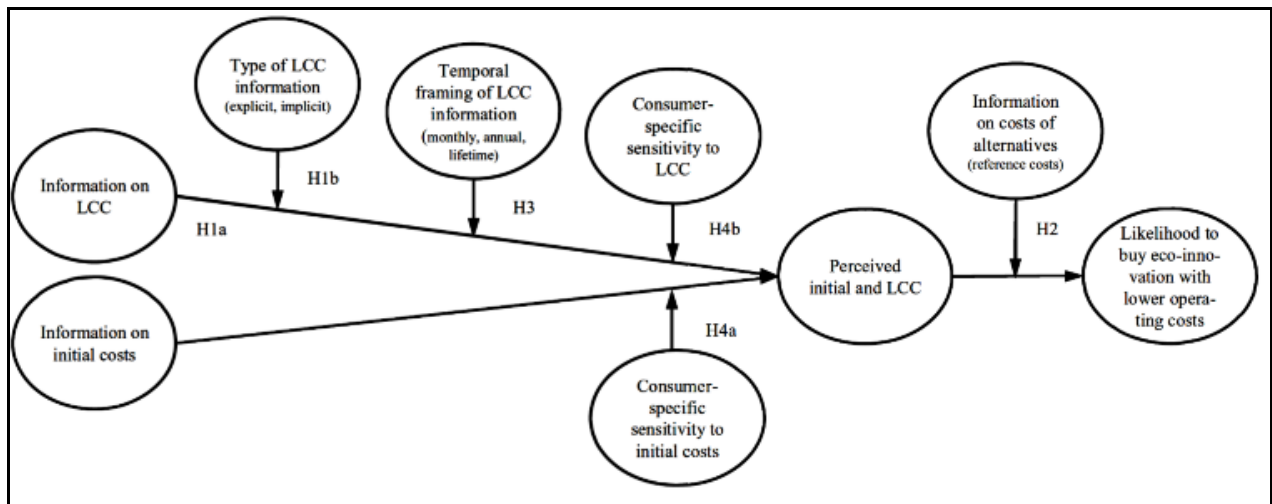 Type of LCC
information
(explicit, implicit)
Temporal
framing of LCC
information
(monthly, annual,
lifetime)
Consumer-
specific
sensitivity to
LCC
Information
on costs of
alternatives
(reference costs)
Information on
LCC
H1b
H3
H1a
H4b
H2
Perceived
initial and LCC
Likelihood to
buy eco-inno-
vation with
lower opera-
ting costs
Information on
initial costs
H4a
Consumer-
specific
sensitivity to
initial costs